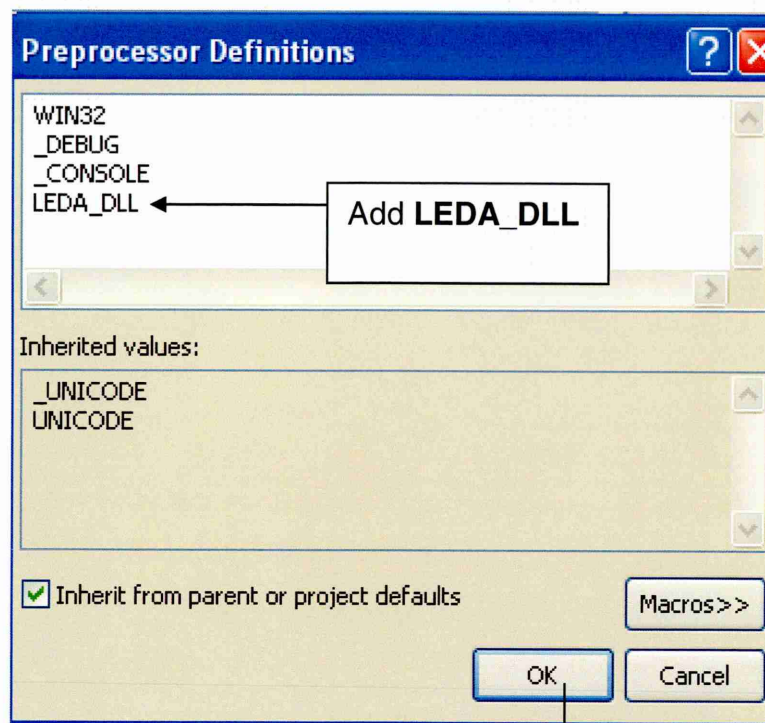 Preprocessor Definitions
?
WIN32
_DEBUG
_CONSOLE
LEDA_DLL
Add LEDA_DLL
Inherited values:
_UNICODE
UNICODE
Inherit from parent or project defaults
Macros>>
OK
Cancel